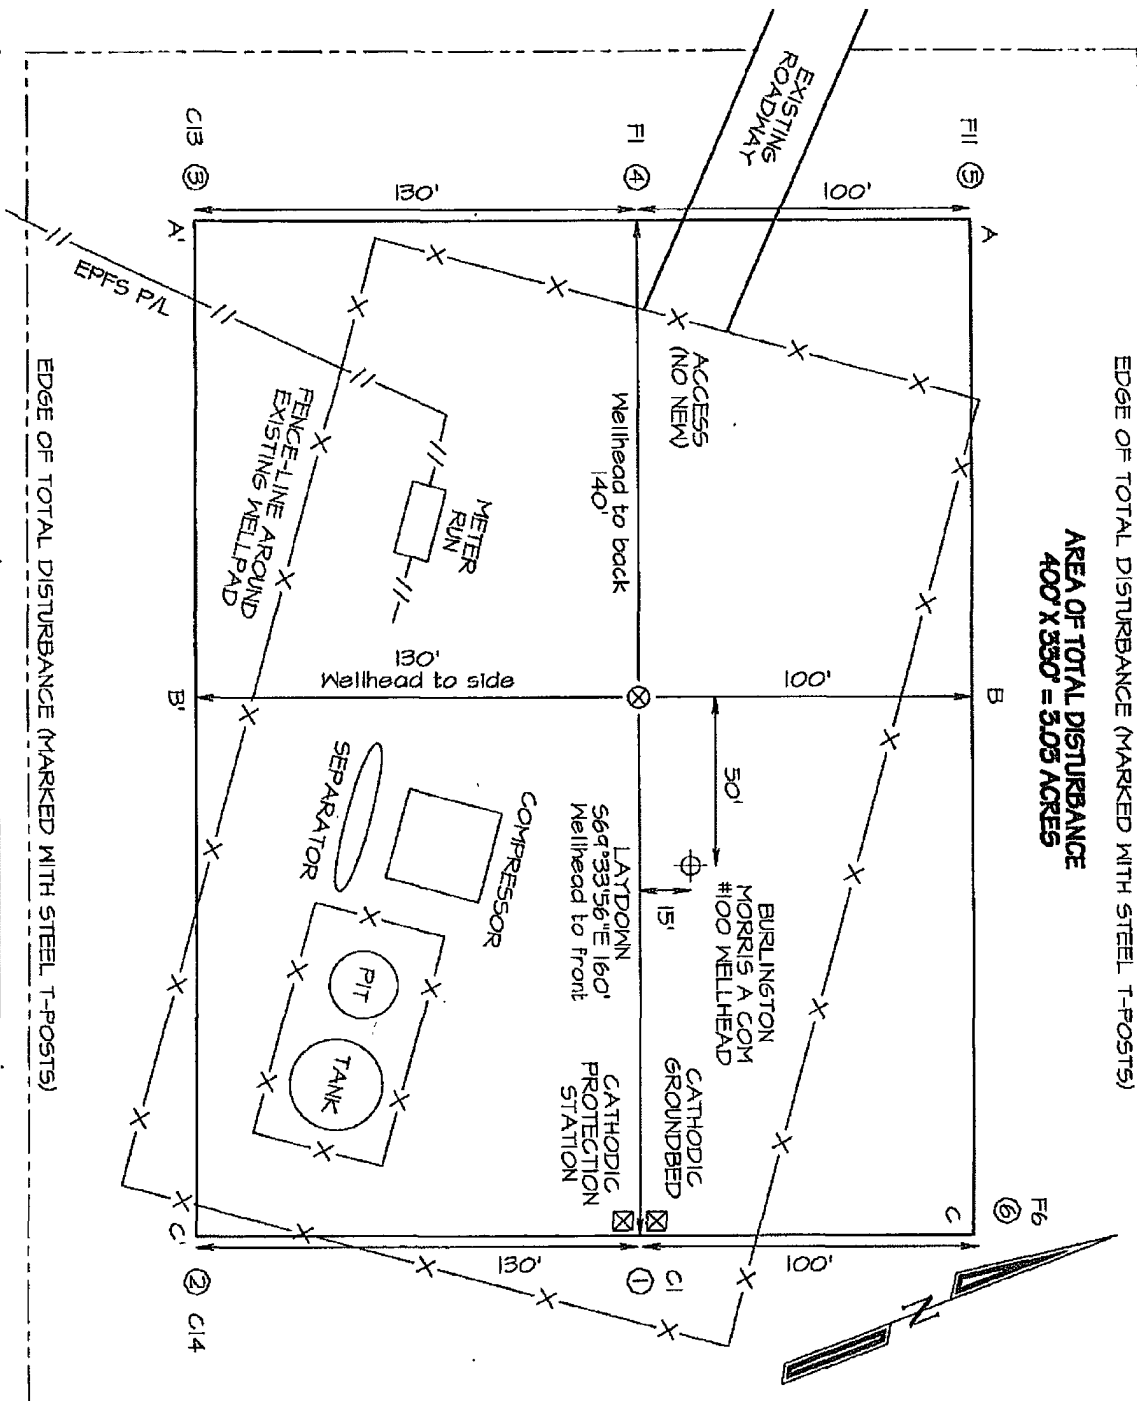 EDGE OF TOTAL DISTURBANCE (MARKED WITH STEEL T-POSTS)
AREA OF TOTAL DISTURBANCE
400' X 330' = 3.03 ACRES
F11 ⑤
A
100'
F1 ④
130'
C13 ③
A'
EXISTING
ROADWAY
EPFS P/L
ACCESS
(NO NEW)
Wellhead to back
140'
METER
RUN
FENCE-LINE AROUND
EXISTING WELLPAD
B
100'
130'
Wellhead to side
B'
50'
15'
BURLINGTON
MORRIS A COM
#100 WELLHEAD
LAYDOWN
S69°33'56"E 160'
Wellhead to front
COMPRESSOR
SEPARATOR
PIT
TANK
CATHODIC
GROUNDBED
CATHODIC
PROTECTION
STATION
F6
⑥
C
100'
C1
①
130'
C'
② C14
N
EDGE OF TOTAL DISTURBANCE (MARKED WITH STEEL T-POSTS)